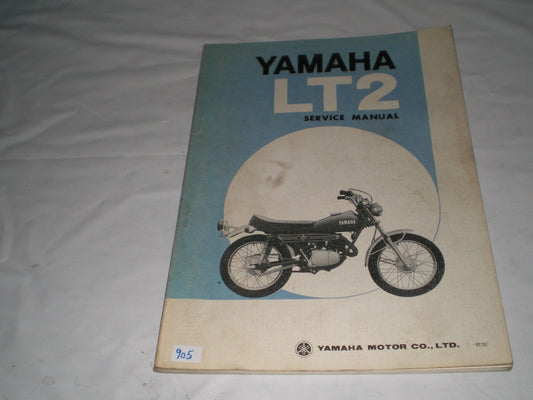 YAMAHA
LT2
SERVICE MANUAL
YAMAHA
YAMAHA MOTOR CO., LTD.
905